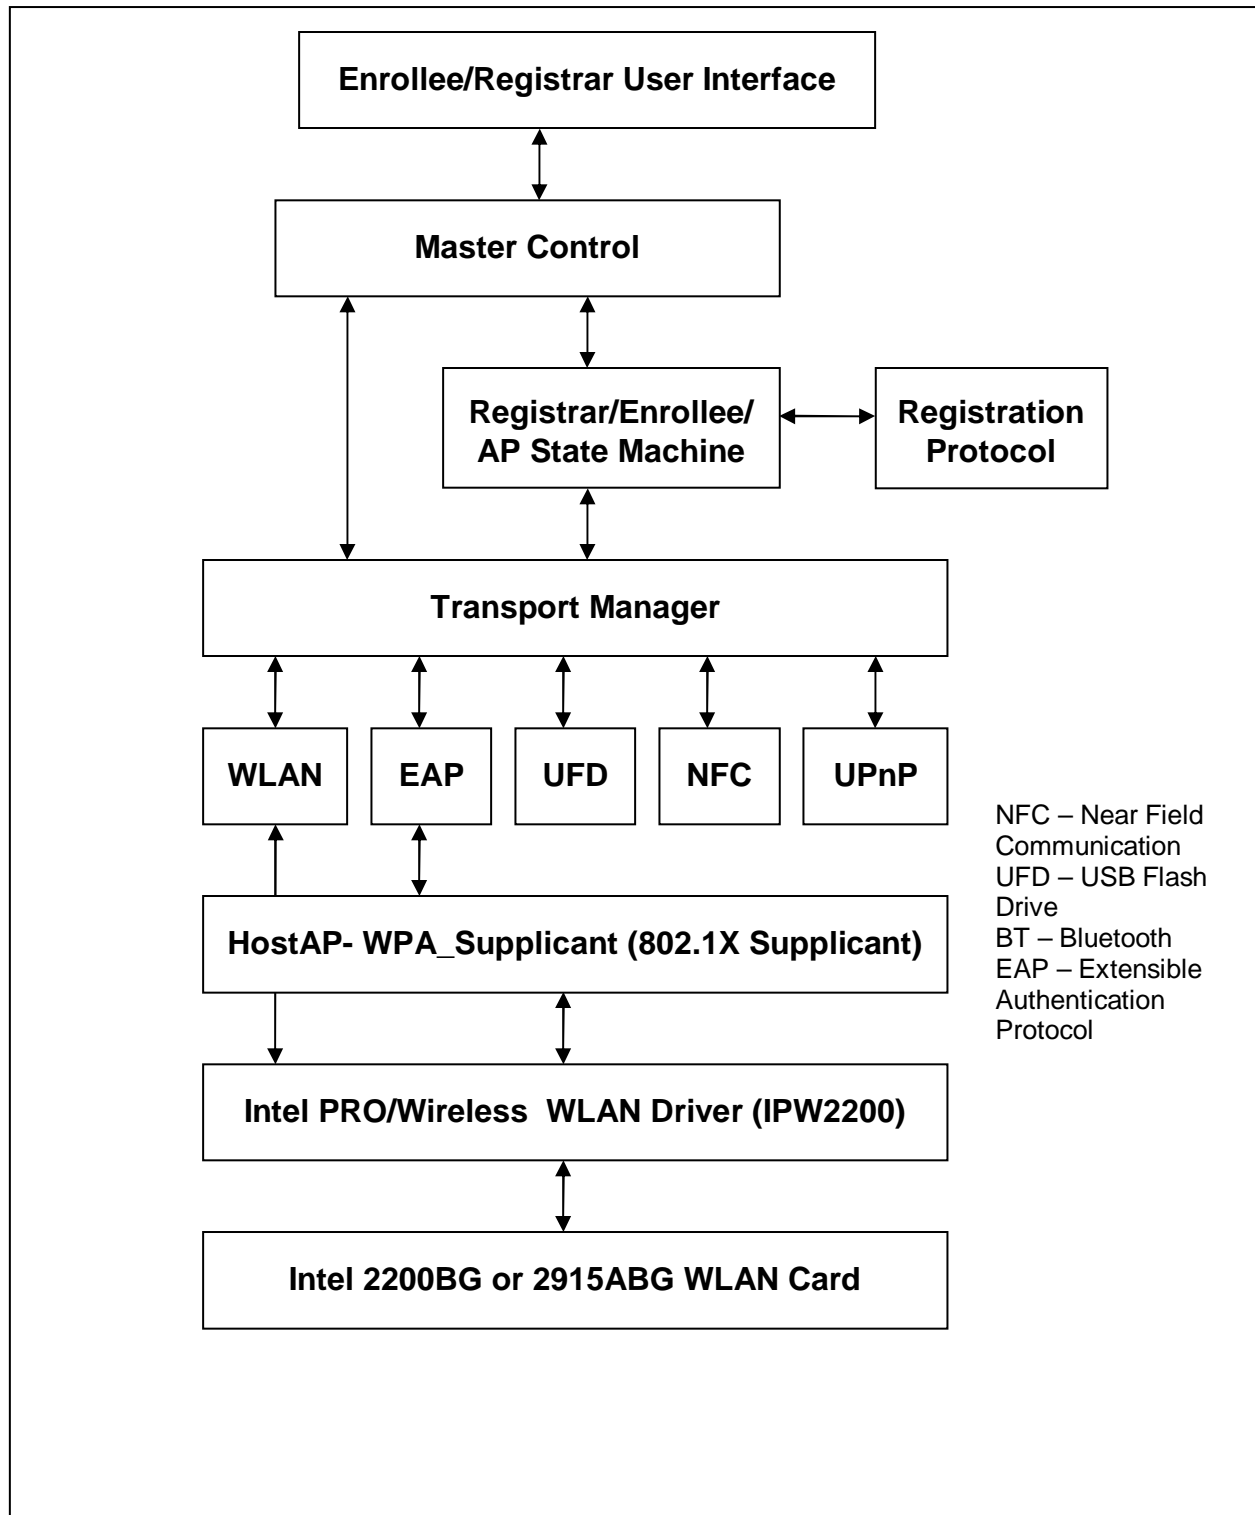 Enrollee/Registrar User Interface
Master Control
Registrar/Enrollee/
AP State Machine
Registration
Protocol
Transport Manager
WLAN
EAP
UFD
NFC
UPnP
NFC – Near Field
Communication
UFD – USB Flash
Drive
BT – Bluetooth
EAP – Extensible
Authentication
Protocol
HostAP- WPA_Supplicant (802.1X Supplicant)
Intel PRO/Wireless  WLAN Driver (IPW2200)
Intel 2200BG or 2915ABG WLAN Card